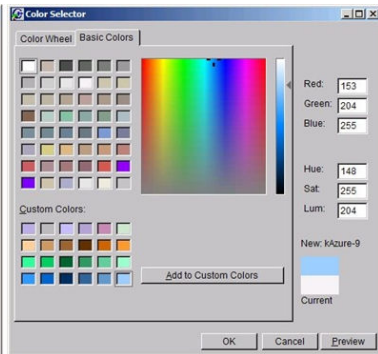 Color Selector
Color Wheel
Basic Colors
Red: 153
Green: 204
Blue: 255
Hue: 148
Sat: 255
Lum: 204
Custom Colors:
New: kAzure-9
Add to Custom Colors
Current
OK
Cancel
Preview